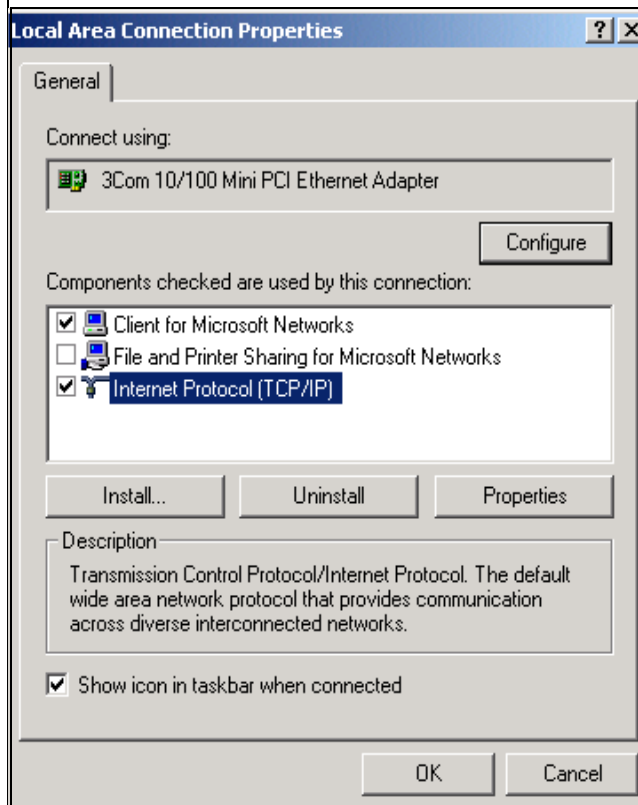 Local Area Connection Properties
General
Connect using:
3Com 10/100 Mini PCI Ethernet Adapter
Configure
Components checked are used by this connection:
Client for Microsoft Networks
File and Printer Sharing for Microsoft Networks
Internet Protocol (TCP/IP)
Install... Uninstall Properties
Description
Transmission Control Protocol/Internet Protocol. The default
wide area network protocol that provides communication
across diverse interconnected networks.
Show icon in taskbar when connected
OK Cancel